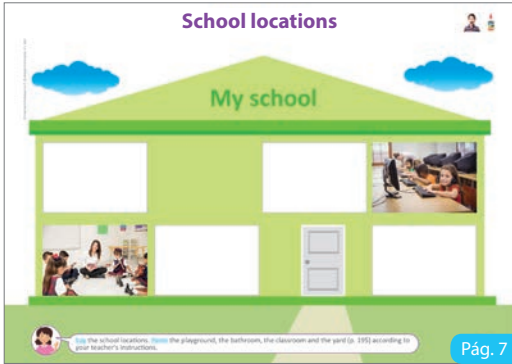 School locations
My school
Say the school locations. Paste the playground, the bathroom, the classroom and the yard (p. 195) according to
your teacher's instructions.
Pág. 7